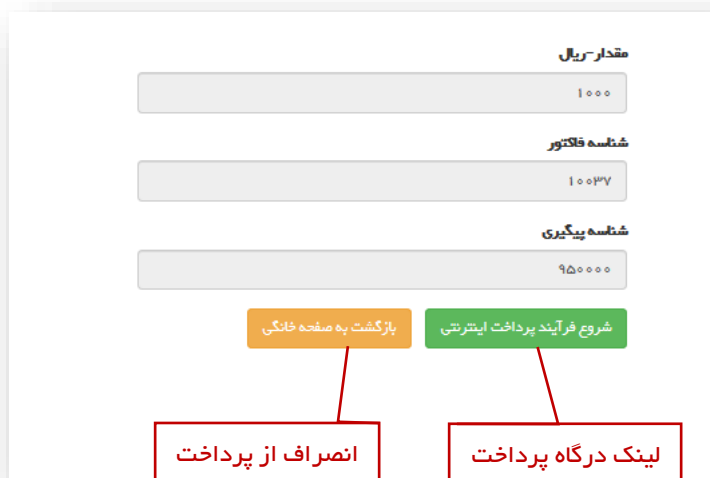 مقدار-ریال
۱۰۰۰
شناسه فاکتور
۱۰۰۳۷
شناسه پیگیری
۹۵۰۰۰۰
شروع فرآیند پرداخت اینترنتی
بازگشت به صفحه خانگی
لینک درگاه پرداخت
انصراف از پرداخت